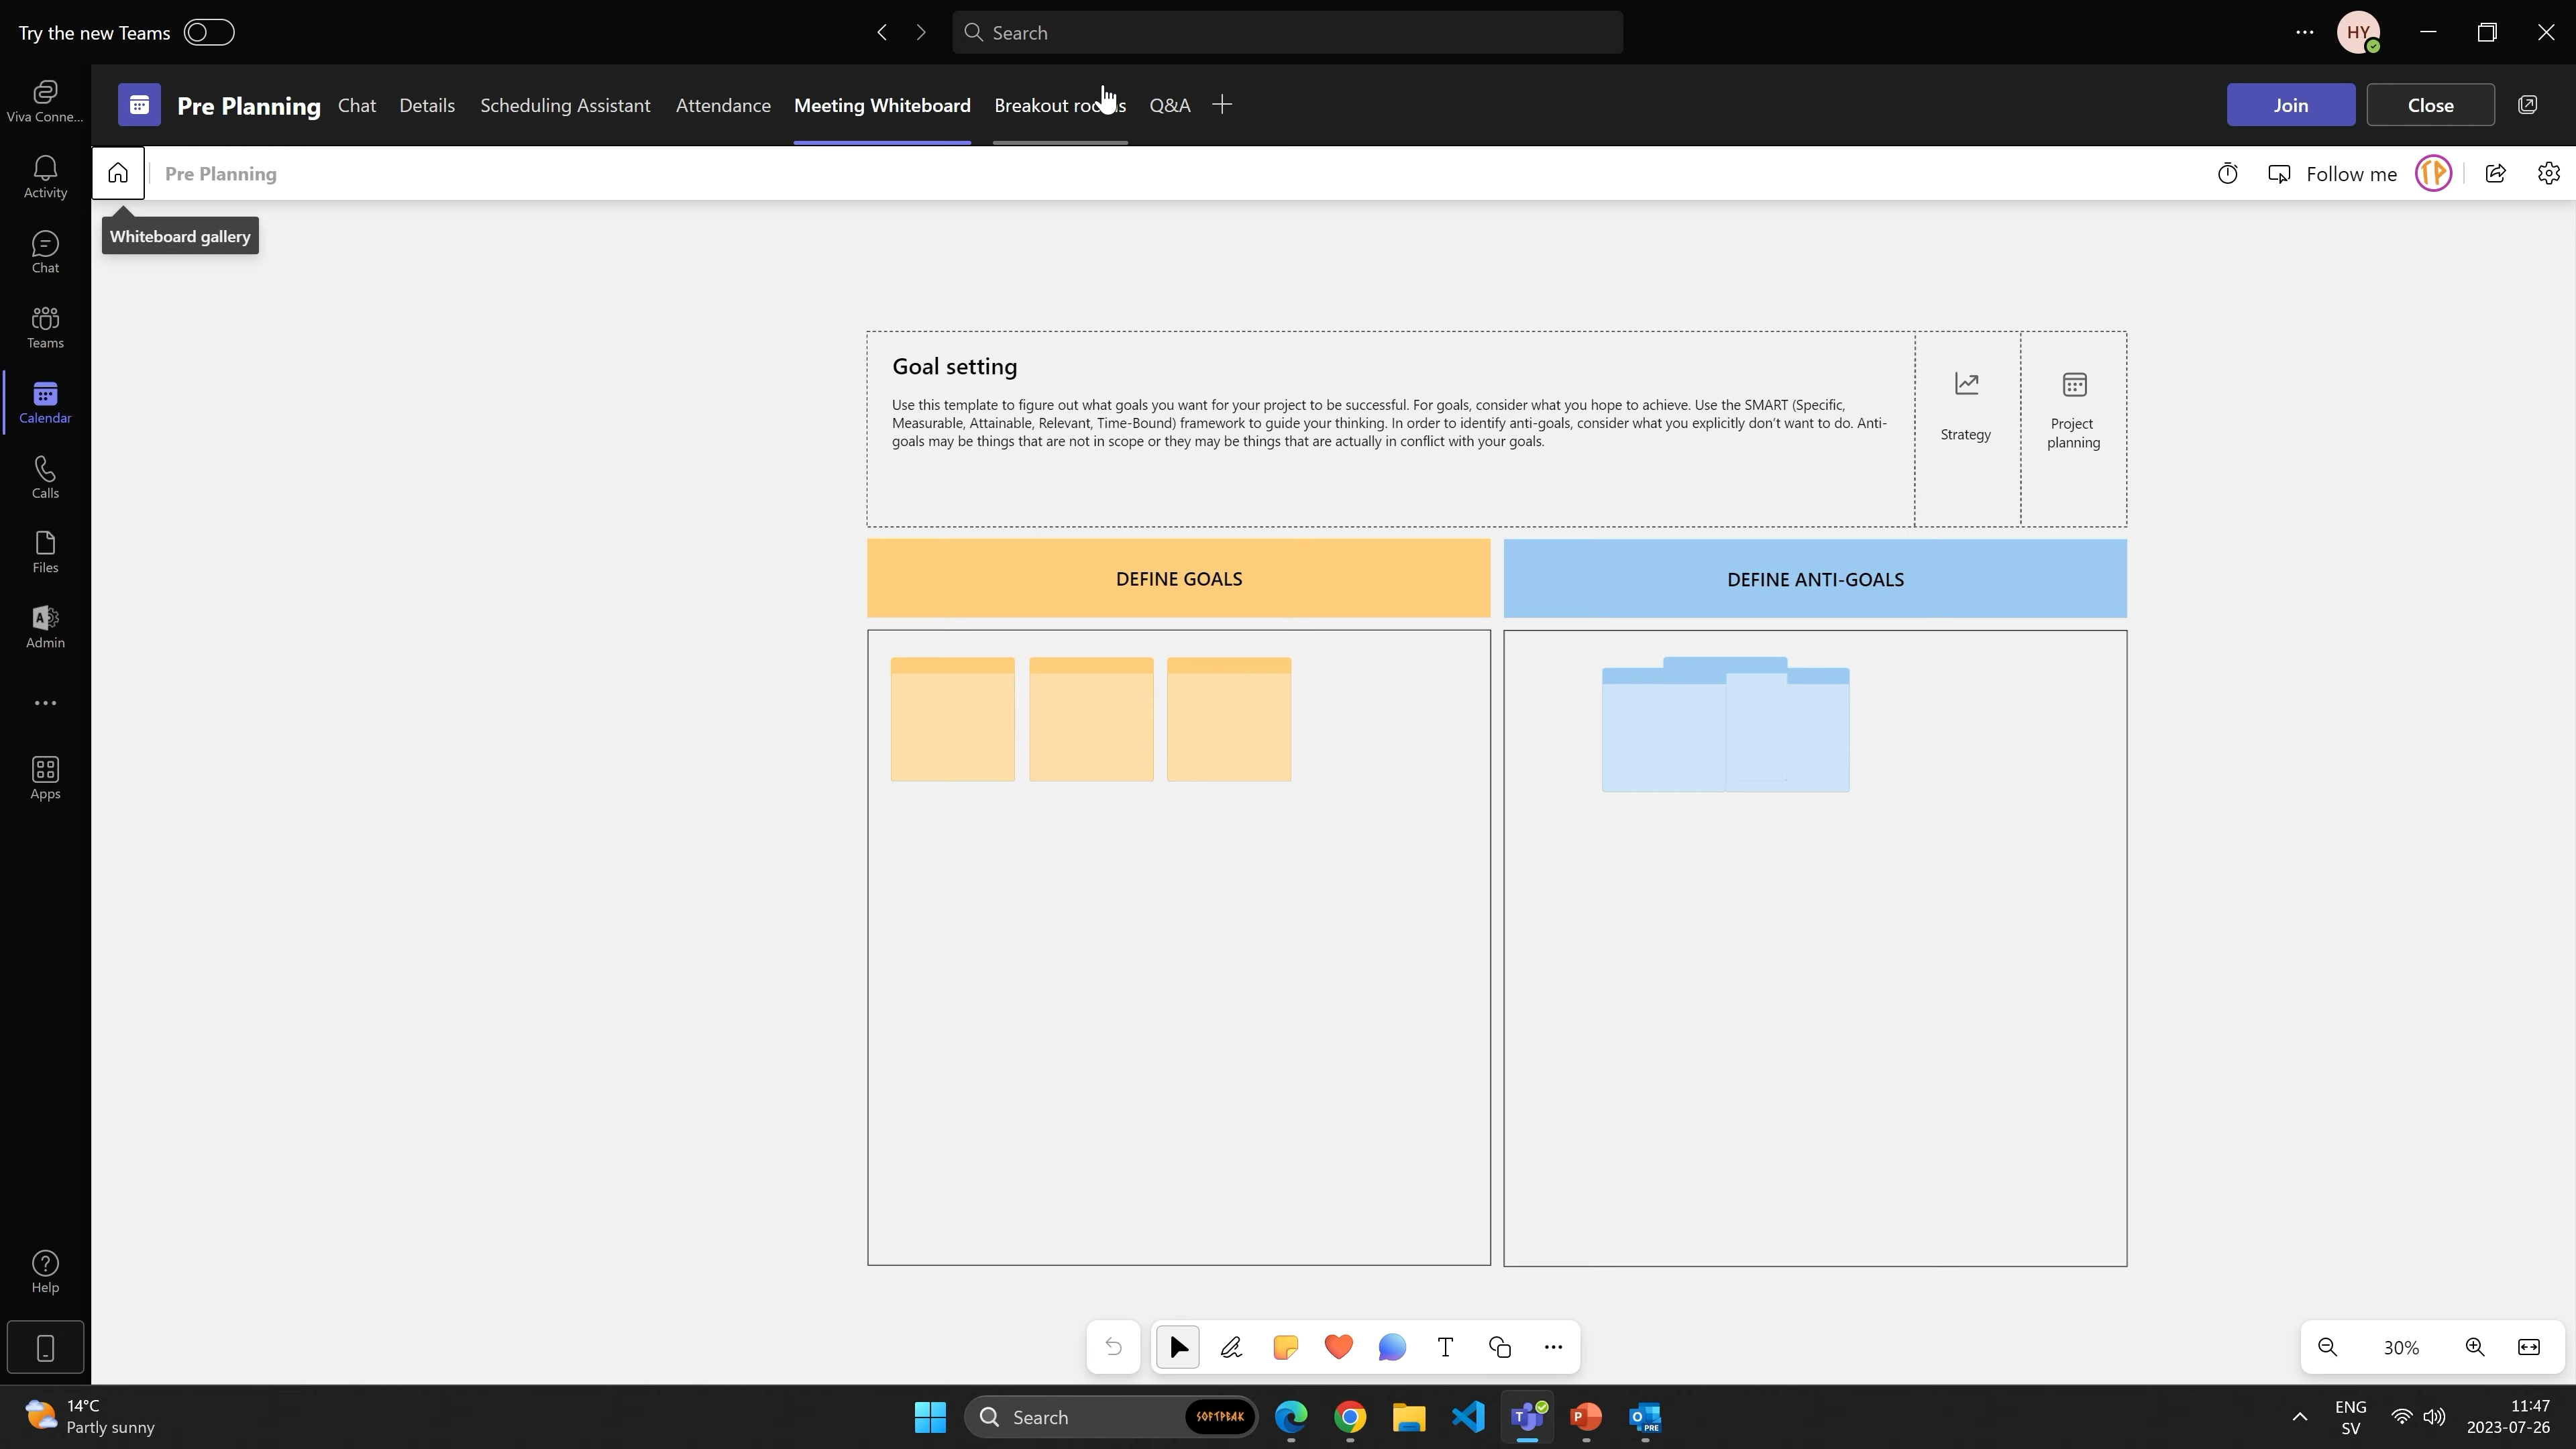 Try the new Teams
Search
HY
Viva Conne...
Pre Planning
Chat
Details
Scheduling Assistant
Attendance
Meeting Whiteboard
Q&A
Join
Close
Pre Planning
Follow me
TP
Whiteboard gallery
Activity
Chat
Teams
Calendar
Calls
Files
Admin
Apps
Help
Goal setting
Use this template to figure out what goals you want for your project to be successful. For goals, consider what you hope to achieve. Use the SMART (Specific,
Measurable, Attainable, Relevant, Time-Bound) framework to guide your thinking. In order to identify anti-goals, consider what you explicitly don't want to do. Anti-
goals may be things that are not in scope or they may be things that are actually in conflict with your goals.
Strategy
Project
planning
DEFINE GOALS
DEFINE ANTI-GOALS
30%
14°C
Partly sunny
Search
SOFTPEAK
ENG
SV
11:47
2023-07-26